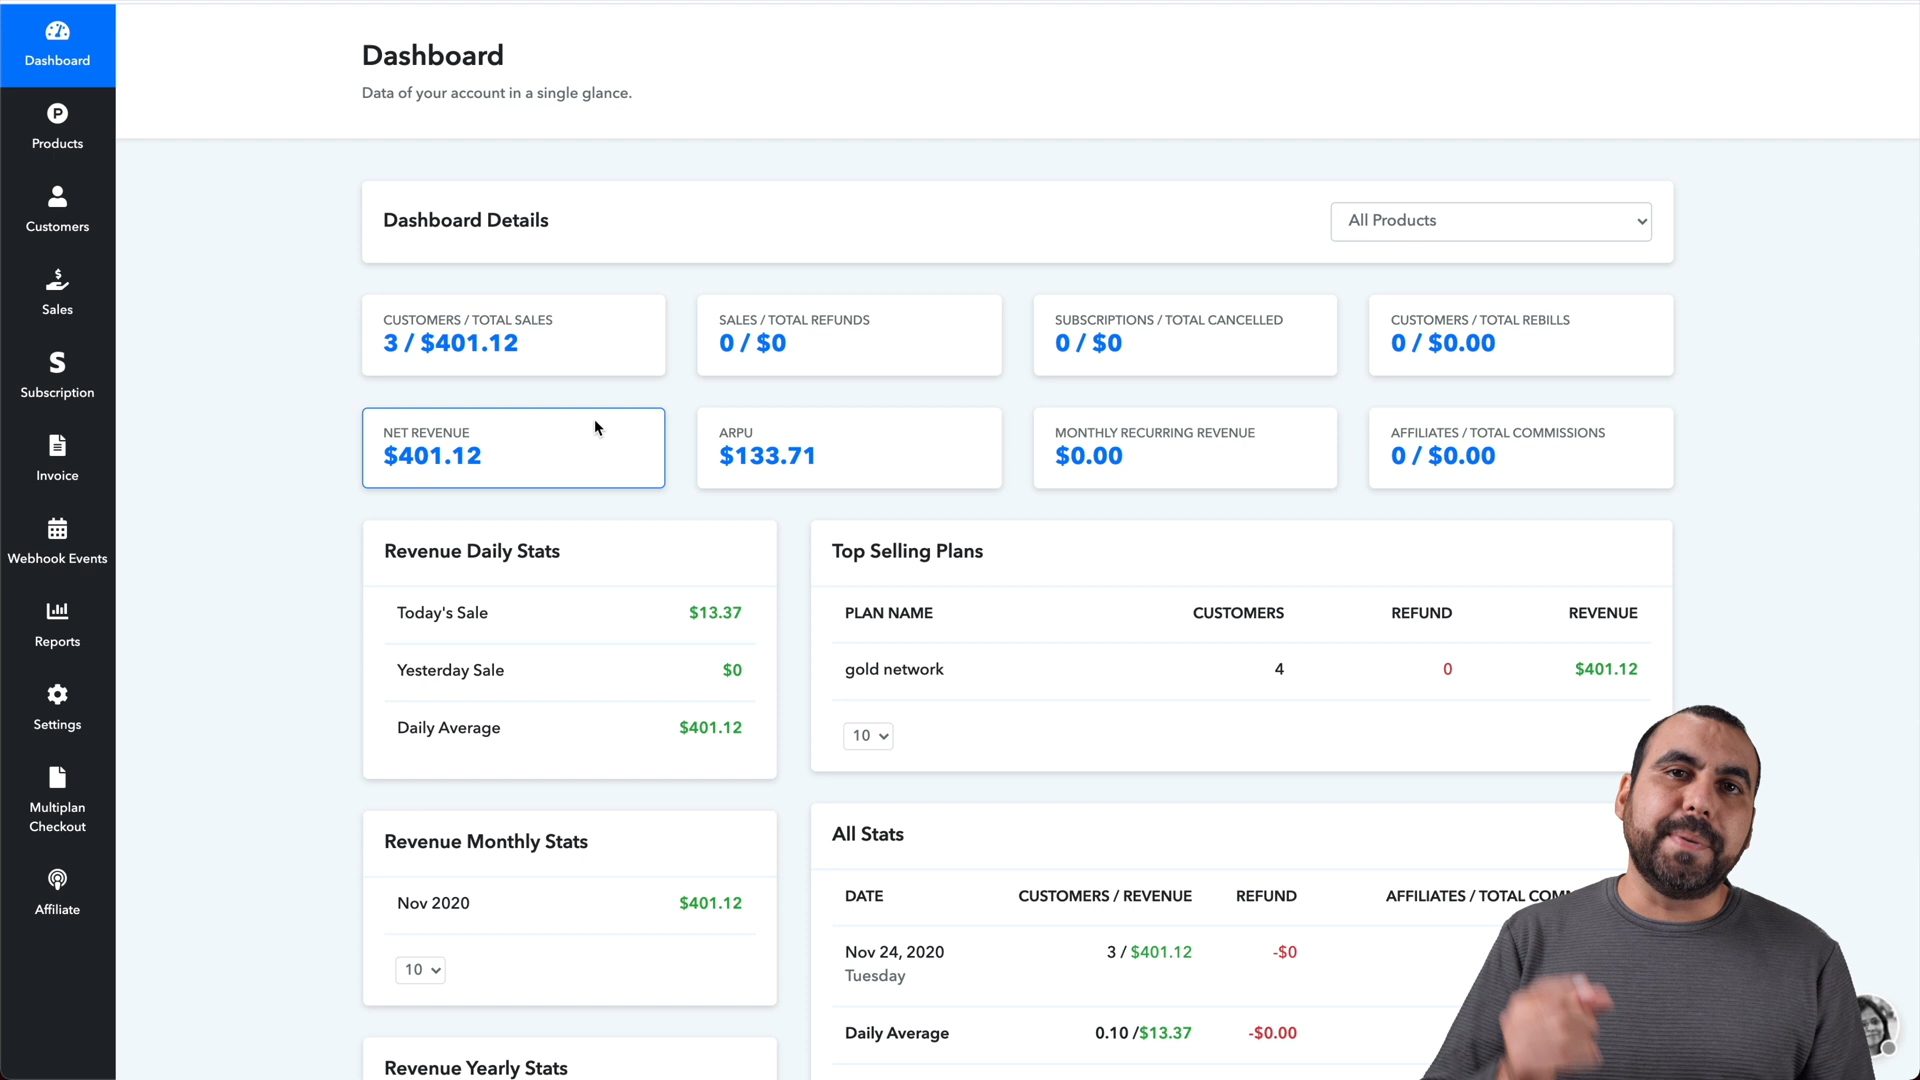 Dashboard
Products
Customers
Sales
Subscription
Invoice
Webhook Events
Reports
Settings
Multiplan
Checkout
Affiliate
Dashboard
Data of your account in a single glance.
Dashboard Details
All Products
CUSTOMERS / TOTAL SALES
3 / $401.12
SALES / TOTAL REFUNDS
0 / $0
SUBSCRIPTIONS / TOTAL CANCELLED
0 / $0
CUSTOMERS / TOTAL REBILLS
0 / $0.00
NET REVENUE
$401.12
ARPU
$133.71
MONTHLY RECURRING REVENUE
$0.00
AFFILIATES / TOTAL COMMISSIONS
0 / $0.00
Revenue Daily Stats
Today's Sale $13.37
Yesterday Sale $0
Daily Average $401.12
Top Selling Plans
PLAN NAME CUSTOMERS REFUND REVENUE
gold network 4 0 $401.12
10
Revenue Monthly Stats
Nov 2020 $401.12
10
Revenue Yearly Stats
All Stats
DATE CUSTOMERS / REVENUE REFUND AFFILIATES / TOTAL
Nov 24, 2020 3 / $401.12 -$0
Tuesday
Daily Average 0.10 /$13.37 -$0.00